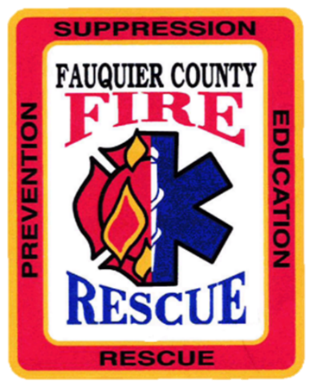 SUPPRESSION
FAUQUIER COUNTY
FIRE
PREVENTION
EDUCATION
RESCUE
RESCUE